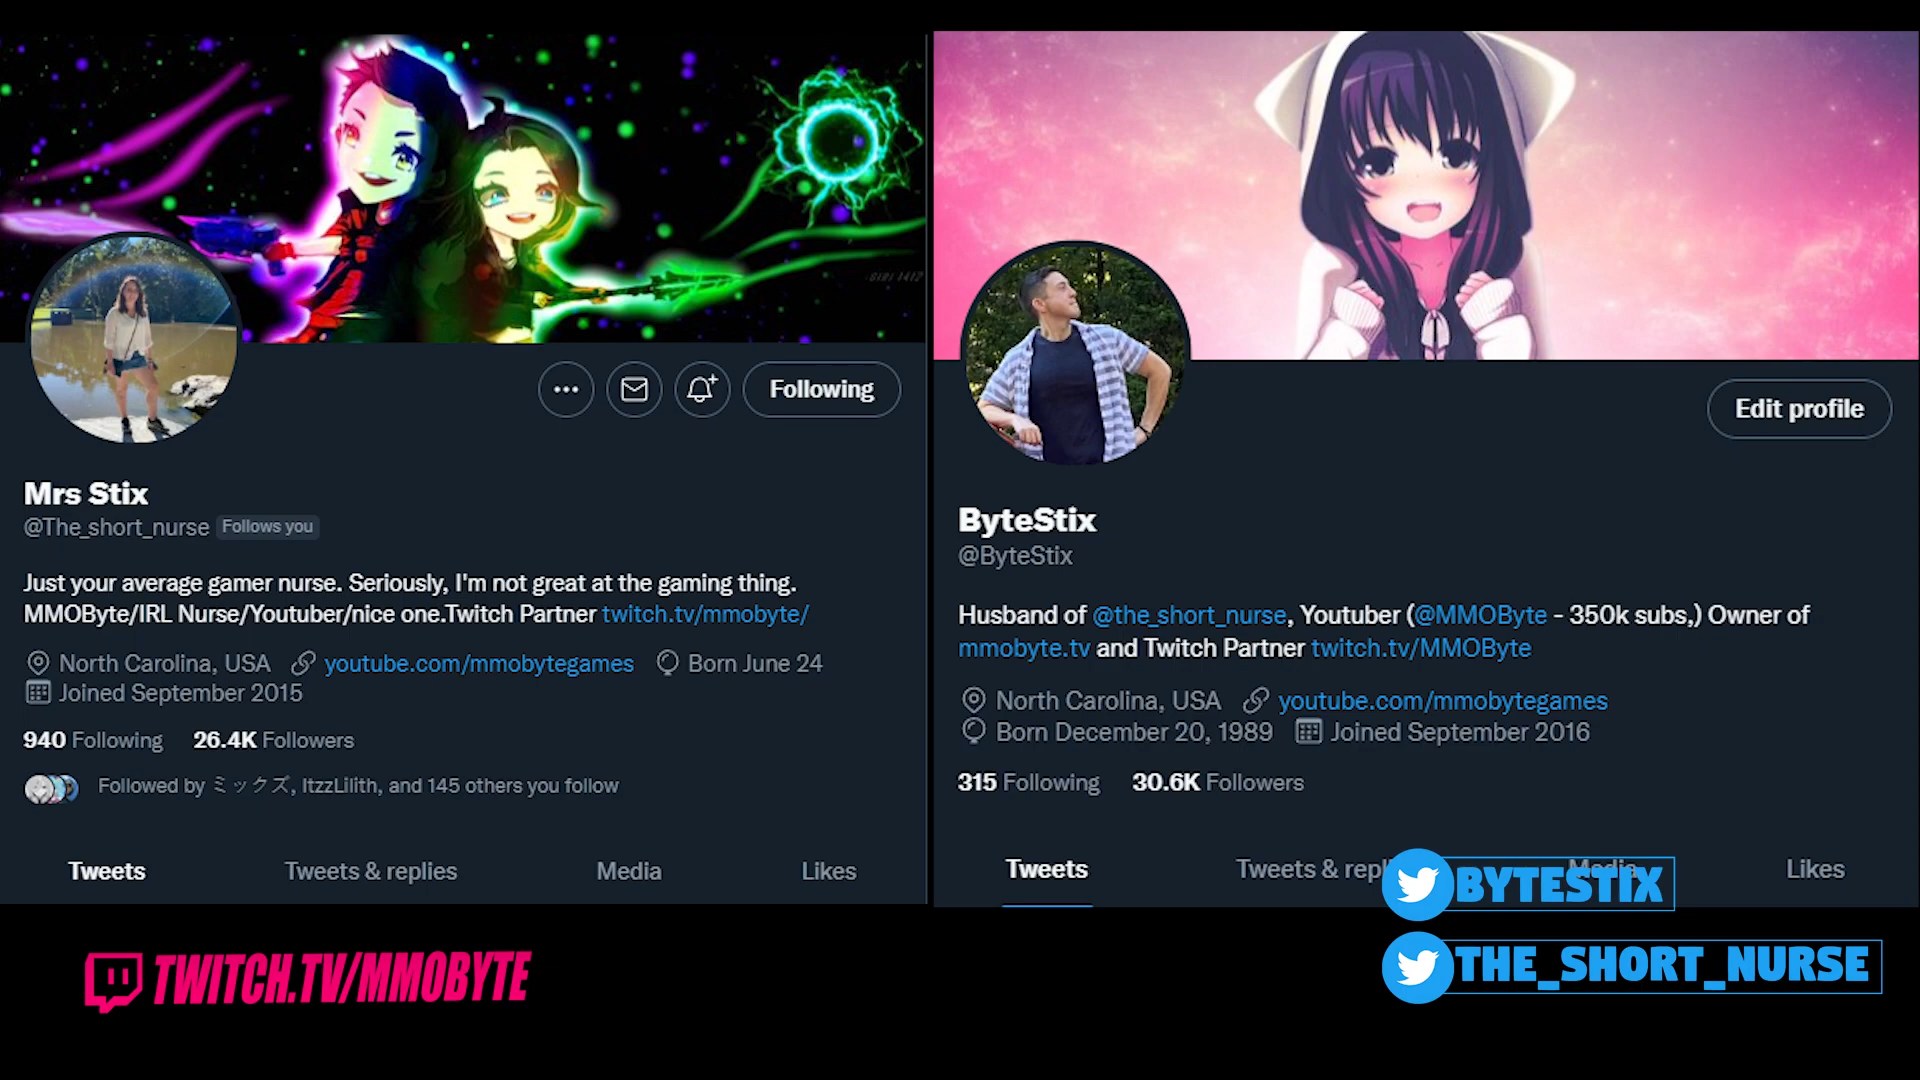 Following
Mrs Stix
@The_short_nurse Follows you
Just your average gamer nurse. Seriously, I'm not great at the gaming thing.
MMOByte/IRL Nurse/Youtuber/nice one.Twitch Partner twitch.tv/mmobyte/
North Carolina, USA youtube.com/mmobytegames Born June 24
Joined September 2015
940 Following 26.4K Followers
Followed by ミックズ, ItzzLilith, and 145 others you follow
Tweets Tweets & replies Media Likes
Edit profile
ByteStix
@ByteStix
Husband of @the_short_nurse, Youtuber (@MMOByte - 350k subs,) Owner of
mmobyte.tv and Twitch Partner twitch.tv/MMOByte
North Carolina, USA youtube.com/mmobytegames
Born December 20, 1989 Joined September 2016
315 Following 30.6K Followers
Tweets Tweets & repl Media Likes
BYTESTIX
TWITCH.TV/MMOBYTE
THE_SHORT_NURSE